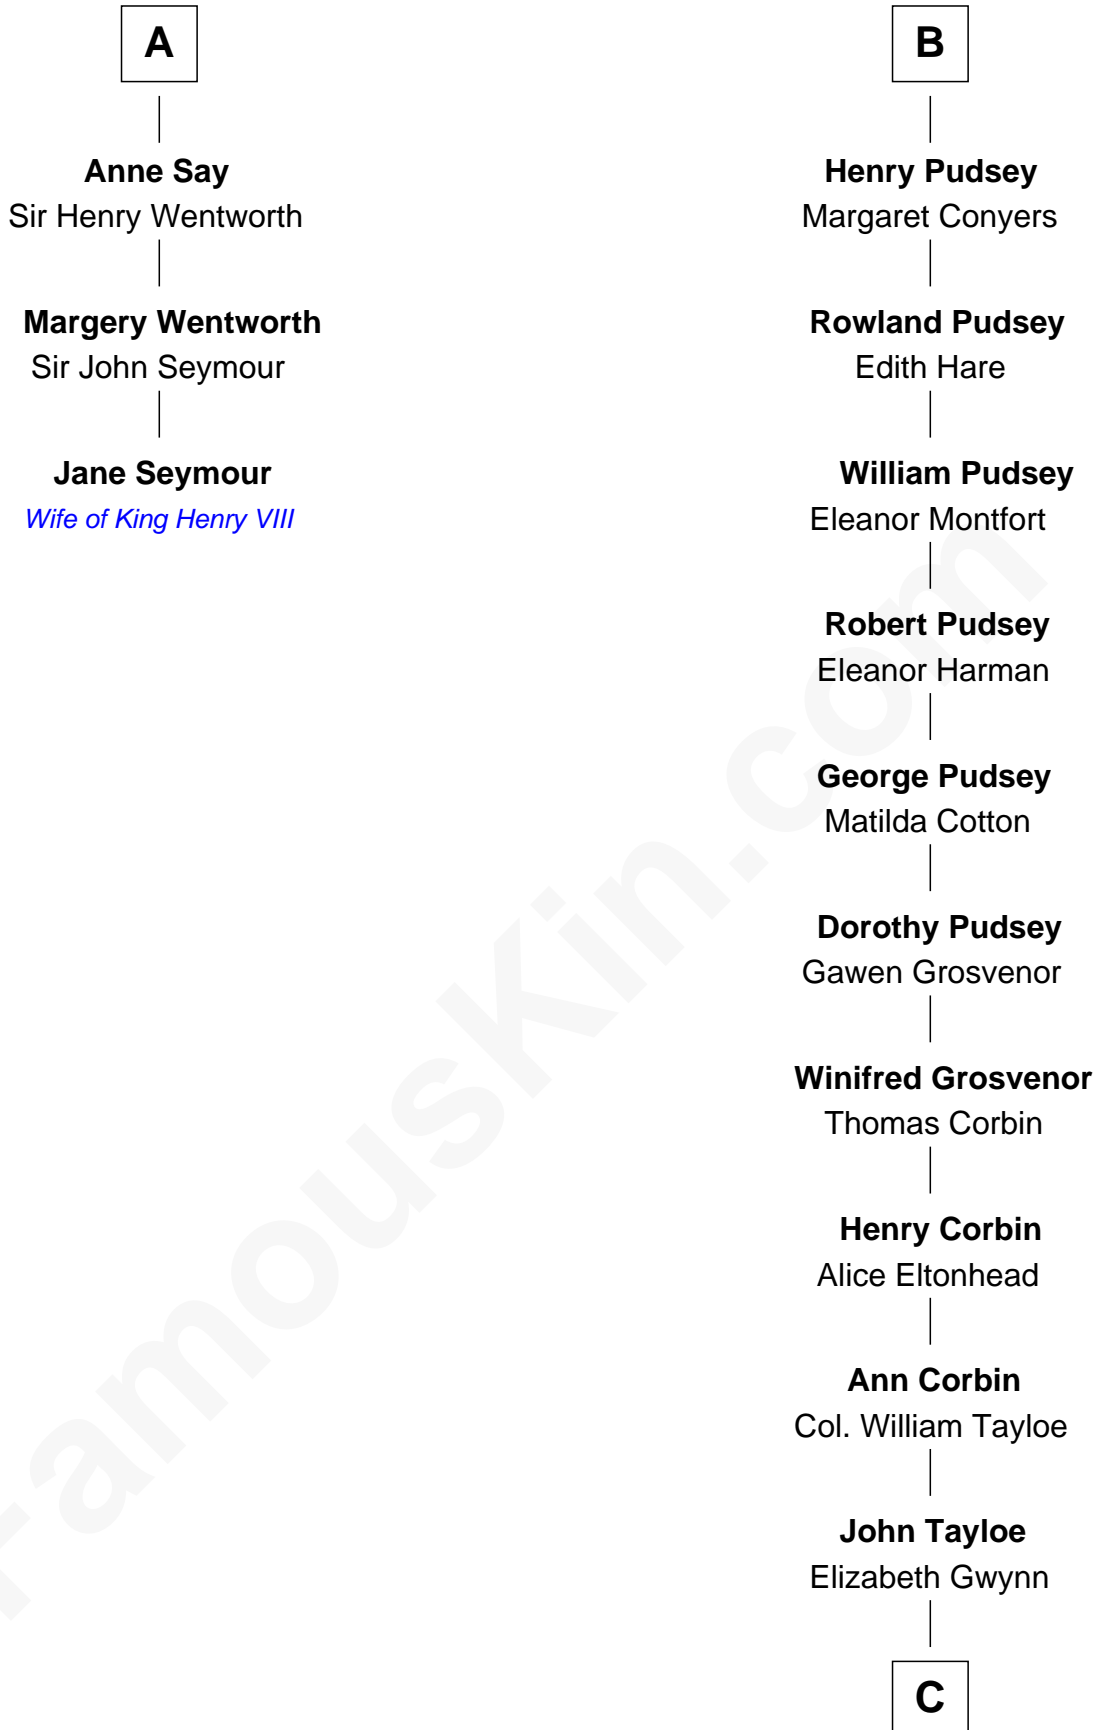 A
Anne Say
Sir Henry Wentworth
Margery Wentworth
Sir John Seymour
Jane Seymour
Wife of King Henry VIII
B
Henry Pudsey
Margaret Conyers
Rowland Pudsey
Edith Hare
William Pudsey
Eleanor Montfort
Robert Pudsey
Eleanor Harman
George Pudsey
Matilda Cotton
Dorothy Pudsey
Gawen Grosvenor
Winifred Grosvenor
Thomas Corbin
Henry Corbin
Alice Eltonhead
Ann Corbin
Col. William Tayloe
John Tayloe
Elizabeth Gwynn
C
FamousKin.com